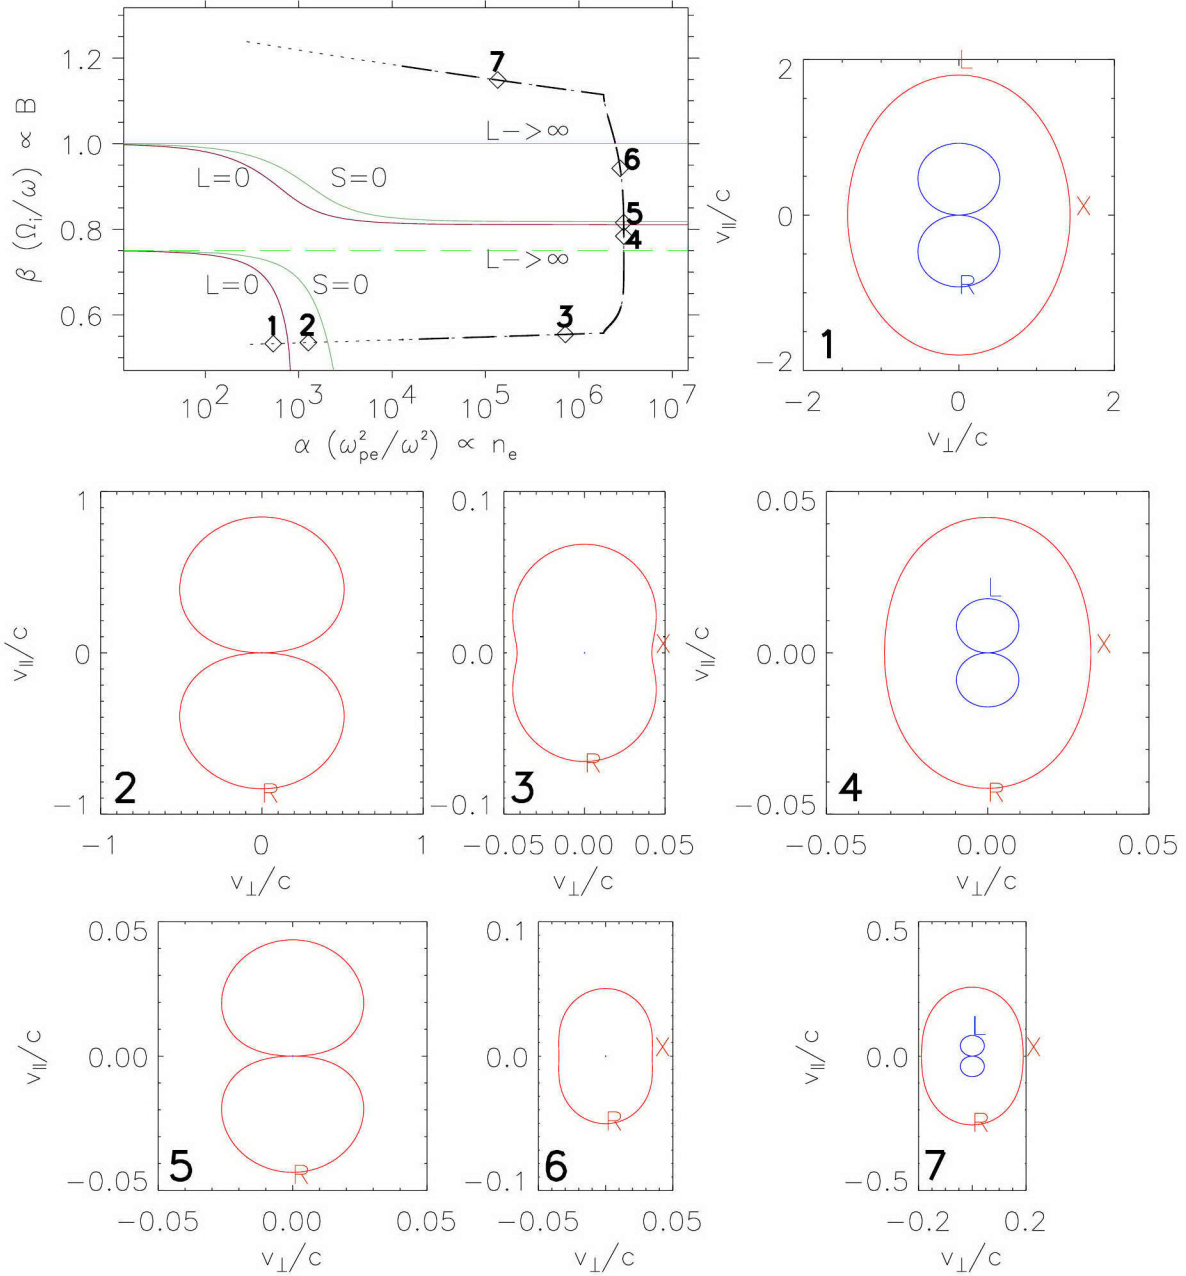 β (Ω_i/ω) ∝ B
1.2
1.0
0.8
0.6
7
L−>∞
6
L=0
S=0
5
4
L−>∞
L=0
S=0
1
2
3
10^2
10^3
10^4
10^5
10^6
10^7
α (ω_pe^2/ω^2) ∝ n_e
v_||/c
2
0
−2
L
X
R
1
−2
0
2
v_⊥/c
v_||/c
1
0
−1
R
2
−1
0
1
v_⊥/c
0.1
0.0
−0.1
X
R
3
−0.05
0.00
0.05
v_⊥/c
v_||/c
0.05
0.00
−0.05
L
X
R
4
−0.05
0.00
0.05
v_⊥/c
v_||/c
0.05
0.00
−0.05
R
5
−0.05
0.00
0.05
v_⊥/c
0.1
0.0
−0.1
X
R
6
−0.05
0.05
v_⊥/c
v_||/c
0.5
0.0
−0.5
L
X
R
7
−0.2
0.2
v_⊥/c